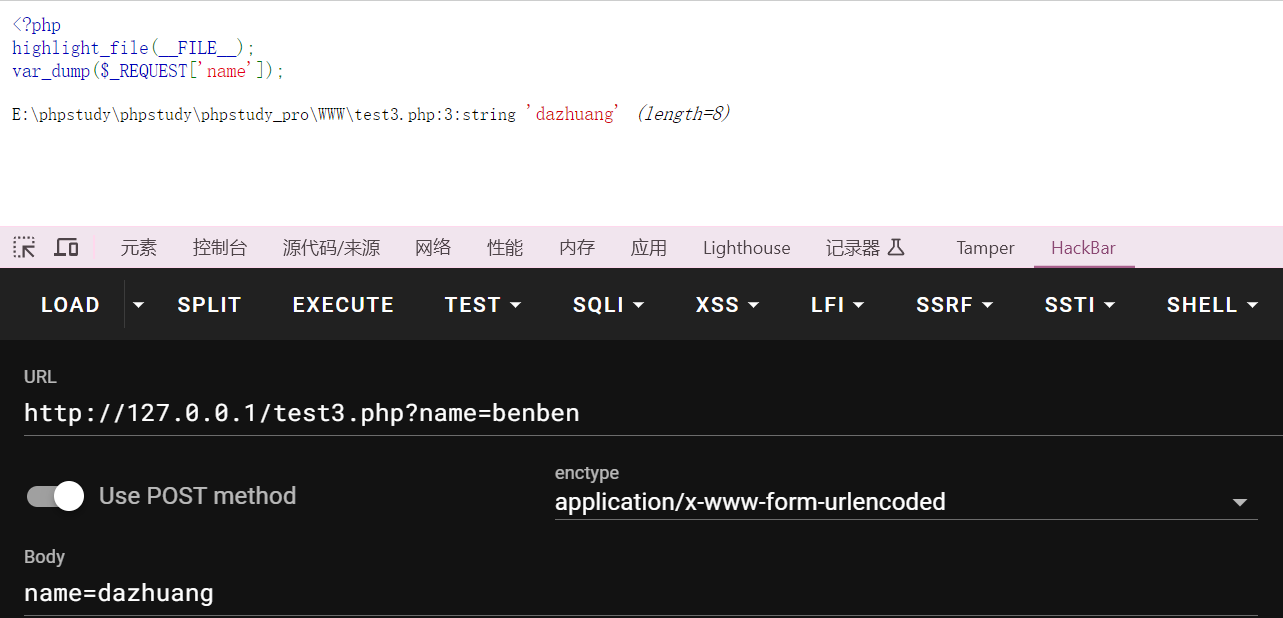 <?php
highlight_file(__FILE__);
var_dump($_REQUEST['name']);
E:\phpstudy\phpstudy\phpstudy_pro\WWW\test3.php:3:string 'dazhuang' (length=8)
元素 控制台 源代码/来源 网络 性能 内存 应用 Lighthouse 记录器 Tamper HackBar
LOAD SPLIT EXECUTE TEST SQLI XSS LFI SSRF SSTI SHELL
URL
http://127.0.0.1/test3.php?name=benben
enctype
Use POST method
application/x-www-form-urlencoded
Body
name=dazhuang